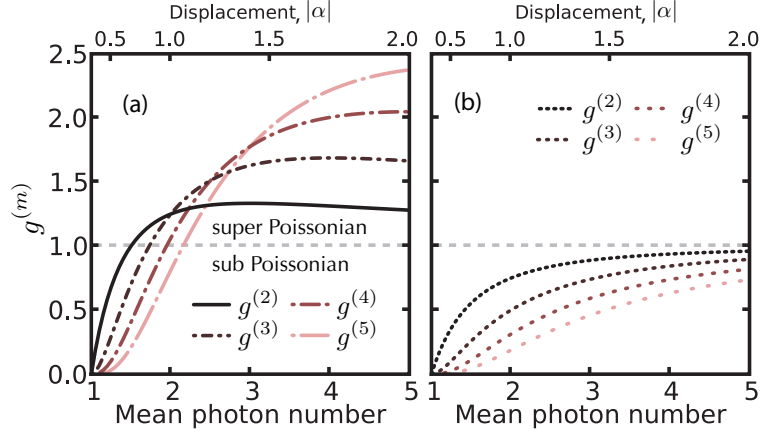 Displacement, |α|
0.5 1.0 1.5 2.0
2.5
2.0
1.5
1.0
0.5
0.0
g^(m)
(a)
super Poissonian
sub Poissonian
g^(2) g^(4)
g^(3) g^(5)
1 2 3 4 5
Mean photon number
Displacement, |α|
0.5 1.0 1.5 2.0
(b)
g^(2) g^(4)
g^(3) g^(5)
1 2 3 4 5
Mean photon number